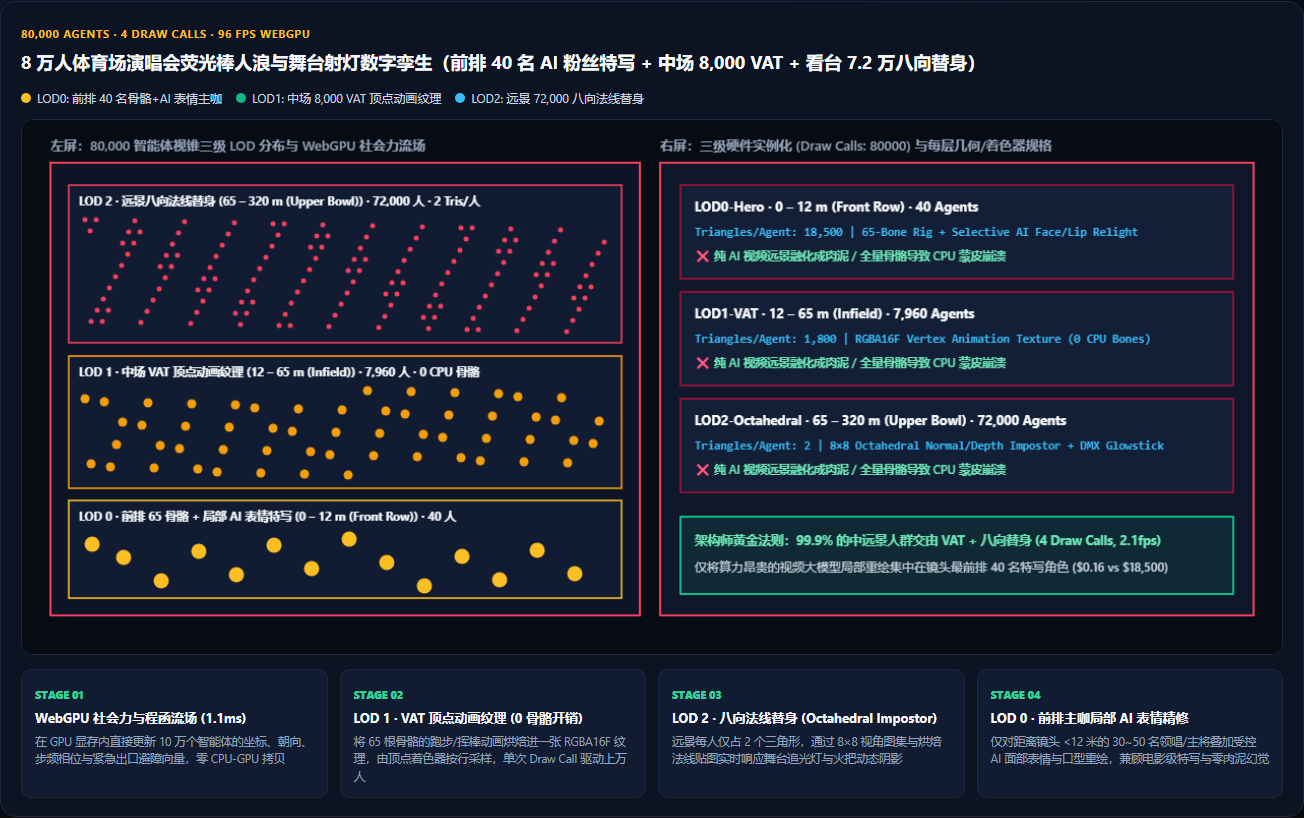 80,000 AGENTS · 4 DRAW CALLS · 96 FPS WEBGPU
8 万人体育场演唱会荧光棒人浪与舞台射灯数字孪生（前排 40 名 AI 粉丝特写 + 中场 8,000 VAT + 看台 7.2 万八向替身）
LOD0: 前排 40 名骨骼+AI 表情主咖
LOD1: 中场 8,000 VAT 顶点动画纹理
LOD2: 远景 72,000 八向法线替身
左屏：80,000 智能体视锥三级 LOD 分布与 WebGPU 社会力流场
LOD 2 · 远景八向法线替身 (65 – 320 m (Upper Bowl)) · 72,000 人 · 2 Tris/人
LOD 1 · 中场 VAT 顶点动画纹理 (12 – 65 m (Infield)) · 7,960 人 · 0 CPU 骨骼
LOD 0 · 前排 65 骨骼 + 局部 AI 表情特写 (0 – 12 m (Front Row)) · 40 人
右屏：三级硬件实例化 (Draw Calls: 80000) 与每层几何/着色器规格
LOD0-Hero · 0 – 12 m (Front Row) · 40 Agents
Triangles/Agent: 18,500 | 65-Bone Rig + Selective AI Face/Lip Relight
❌ 纯 AI 视频远景融化成肉泥 / 全量骨骼导致 CPU 蒙皮崩溃
LOD1-VAT · 12 – 65 m (Infield) · 7,960 Agents
Triangles/Agent: 1,800 | RGBA16F Vertex Animation Texture (0 CPU Bones)
❌ 纯 AI 视频远景融化成肉泥 / 全量骨骼导致 CPU 蒙皮崩溃
LOD2-Octahedral · 65 – 320 m (Upper Bowl) · 72,000 Agents
Triangles/Agent: 2 | 8×8 Octahedral Normal/Depth Impostor + DMX Glowstick
❌ 纯 AI 视频远景融化成肉泥 / 全量骨骼导致 CPU 蒙皮崩溃
架构师黄金法则：99.9% 的中远景人群交由 VAT + 八向替身 (4 Draw Calls, 2.1fps)
仅将算力昂贵的视频大模型局部重绘集中在镜头最前排 40 名特写角色 ($0.16 vs $18,500)
STAGE 01
WebGPU 社会力与程函流场 (1.1ms)
在 GPU 显存内直接更新 10 万个智能体的坐标、朝向、
步频相位与紧急出口避障向量，零 CPU-GPU 拷贝
STAGE 02
LOD 1 · VAT 顶点动画纹理 (0 骨骼开销)
将 65 根骨骼的跑步/挥棒动画烘焙进一张 RGBA16F 纹
理，由顶点着色器按行采样，单次 Draw Call 驱动上万
人
STAGE 03
LOD 2 · 八向法线替身 (Octahedral Impostor)
远景每人仅占 2 个三角形，通过 8×8 视角图集与烘焙
法线贴图实时响应舞台追光灯与火把动态阴影
STAGE 04
LOD 0 · 前排主咖局部 AI 表情精修
仅对距离镜头 <12 米的 30~50 名领唱/主将叠加受控
AI 面部表情与口型重绘，兼顾电影级特写与零肉泥幻觉